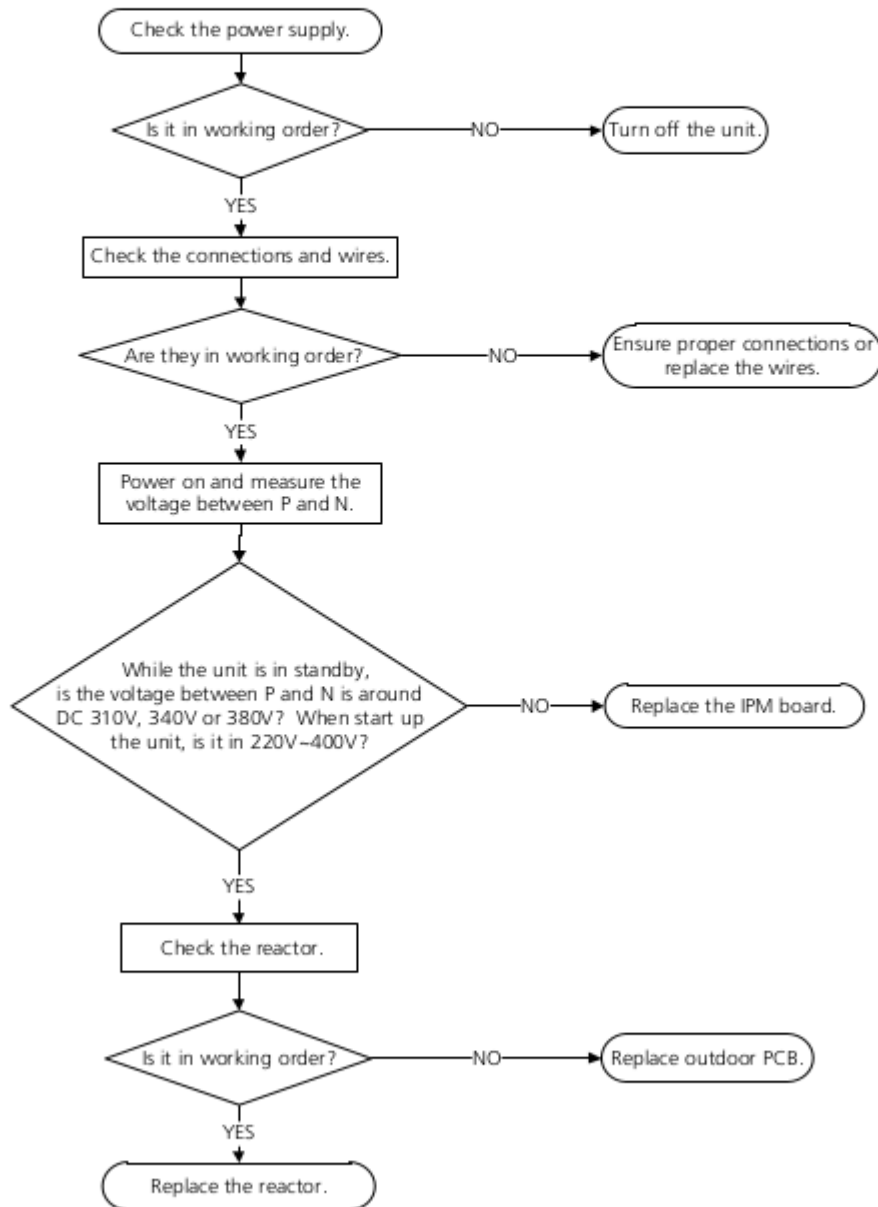 Check the power supply.
Is it in working order?
NO
Turn off the unit.
YES
Check the connections and wires.
Are they in working order?
NO
Ensure proper connections or
replace the wires.
YES
Power on and measure the
voltage between P and N.
While the unit is in standby,
is the voltage between P and N is around
DC 310V, 340V or 380V? When start up
the unit, is it in 220V~400V?
NO
Replace the IPM board.
YES
Check the reactor.
Is it in working order?
NO
Replace outdoor PCB.
YES
Replace the reactor.